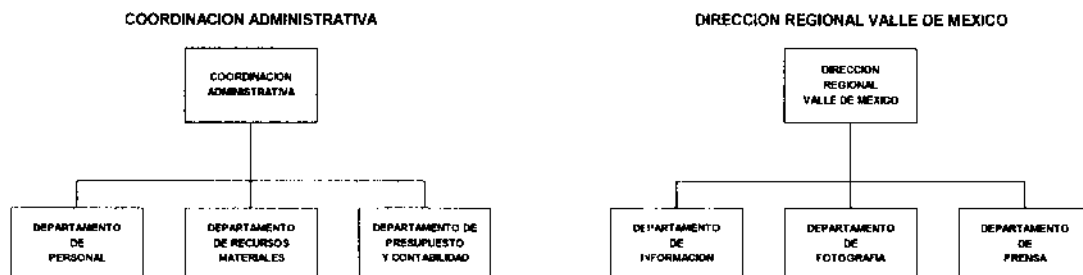 COORDINACION ADMINISTRATIVA
COORDINACION
ADMINISTRATIVA
DEPARTAMENTO
DE
PERSONAL
DEPARTAMENTO
DE RECURSOS
MATERIALES
DEPARTAMENTO DE
PRESUPUESTO
Y CONTABILIDAD
DIRECCION REGIONAL VALLE DE MEXICO
DIRECCION
REGIONAL
VALLE DE MEXICO
DEPARTAMENTO
DE
INFORMACION
DEPARTAMENTO
DE
FOTOGRAFIA
DEPARTAMENTO
DE
PRENSA